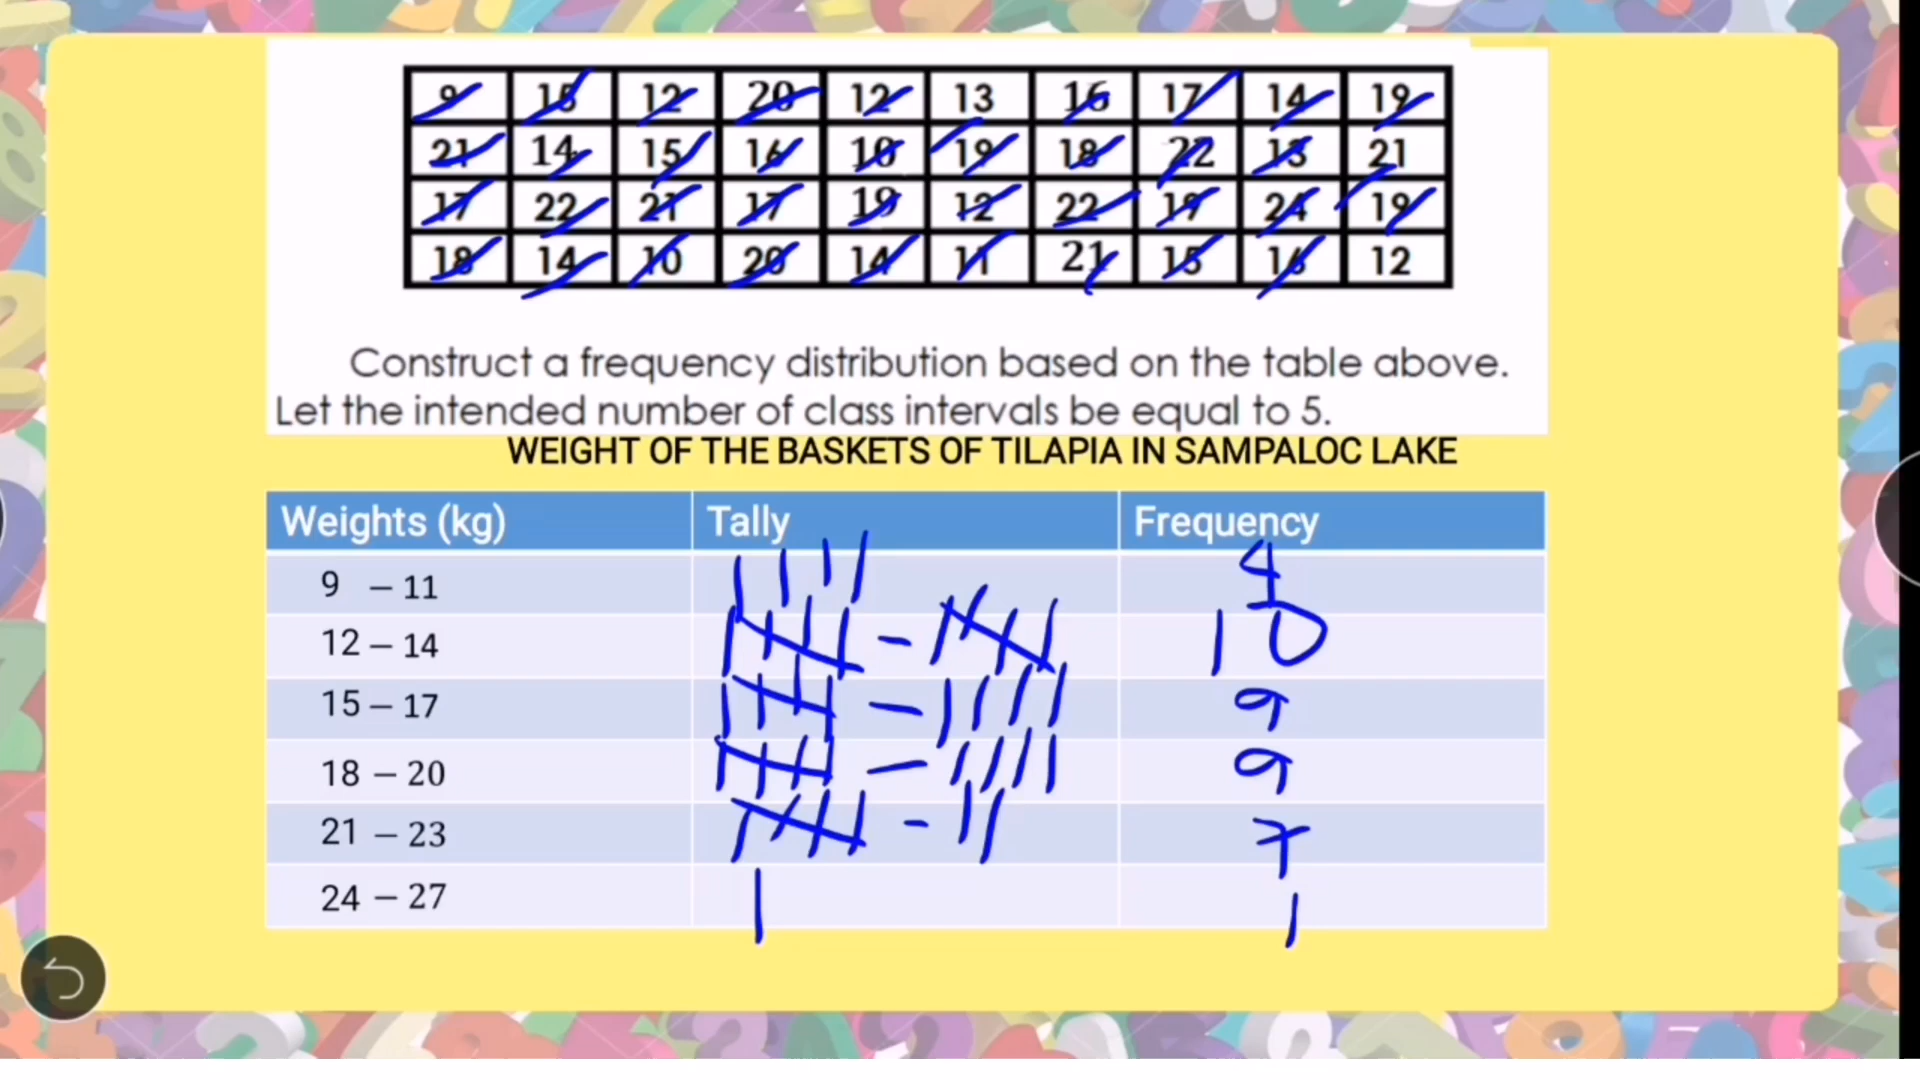 9 15 12 20 12 13 16 17 14 19
21 14 15 16 10 19 18 22 13 21
17 22 21 17 19 12 22 19 24 19
18 14 10 20 14 11 21 15 16 12
Construct a frequency distribution based on the table above.
Let the intended number of class intervals be equal to 5.
WEIGHT OF THE BASKETS OF TILAPIA IN SAMPALOC LAKE
Weights (kg) Tally Frequency
9 – 11 4
12 – 14 10
15 – 17 9
18 – 20 9
21 – 23 7
24 – 27 1